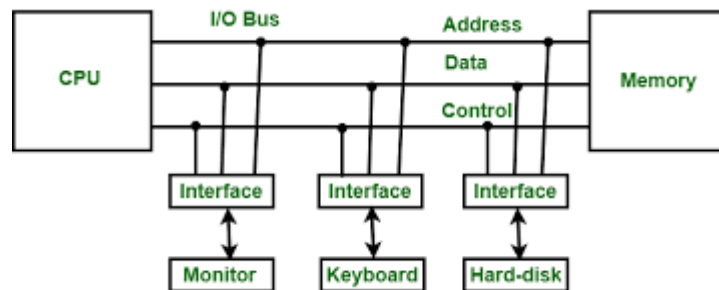 I/O Bus
Address
Data
CPU
Memory
Control
Interface
Interface
Interface
Monitor
Keyboard
Hard-disk